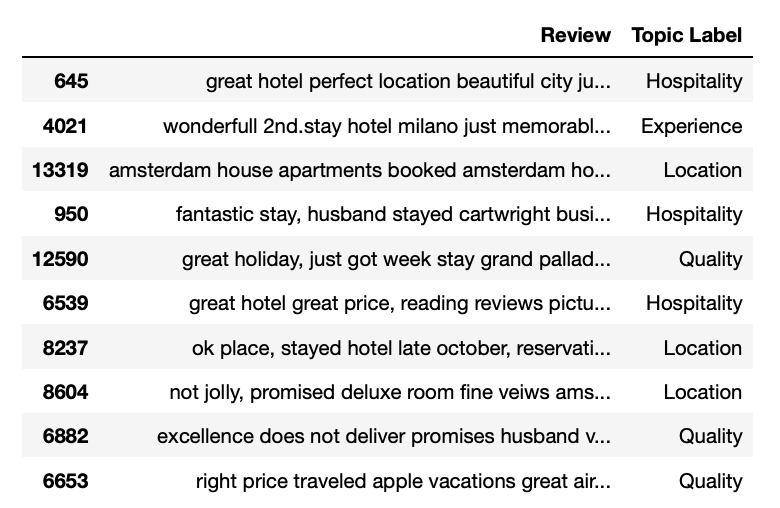 Review Topic Label
645 great hotel perfect location beautiful city ju... Hospitality
4021 wonderfull 2nd.stay hotel milano just memorabl... Experience
13319 amsterdam house apartments booked amsterdam ho... Location
950 fantastic stay, husband stayed cartwright busi... Hospitality
12590 great holiday, just got week stay grand pallad... Quality
6539 great hotel great price, reading reviews pictu... Hospitality
8237 ok place, stayed hotel late october, reservati... Location
8604 not jolly, promised deluxe room fine veiws ams... Location
6882 excellence does not deliver promises husband v... Quality
6653 right price traveled apple vacations great air... Quality